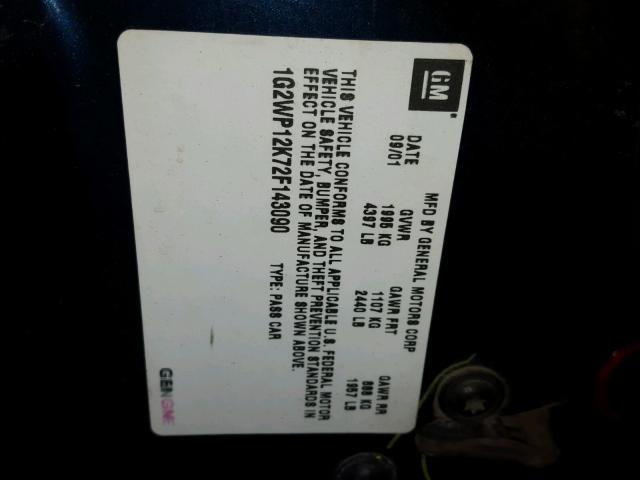 GM
MFD BY GENERAL MOTORS CORP
DATE GVWR GAWR FRT GAWR RR
09/01 1995 KG 1107 KG 888 KG
4397 LB 2440 LB 1957 LB
THIS VEHICLE CONFORMS TO ALL APPLICABLE U.S. FEDERAL MOTOR
VEHICLE SAFETY, BUMPER, AND THEFT PREVENTION STANDARDS IN
EFFECT ON THE DATE OF MANUFACTURE SHOWN ABOVE.
1G2WP12K72F143090 TYPE: PASS CAR